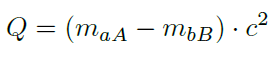 Q = (m_{aA} − m_{bB}) · c^2